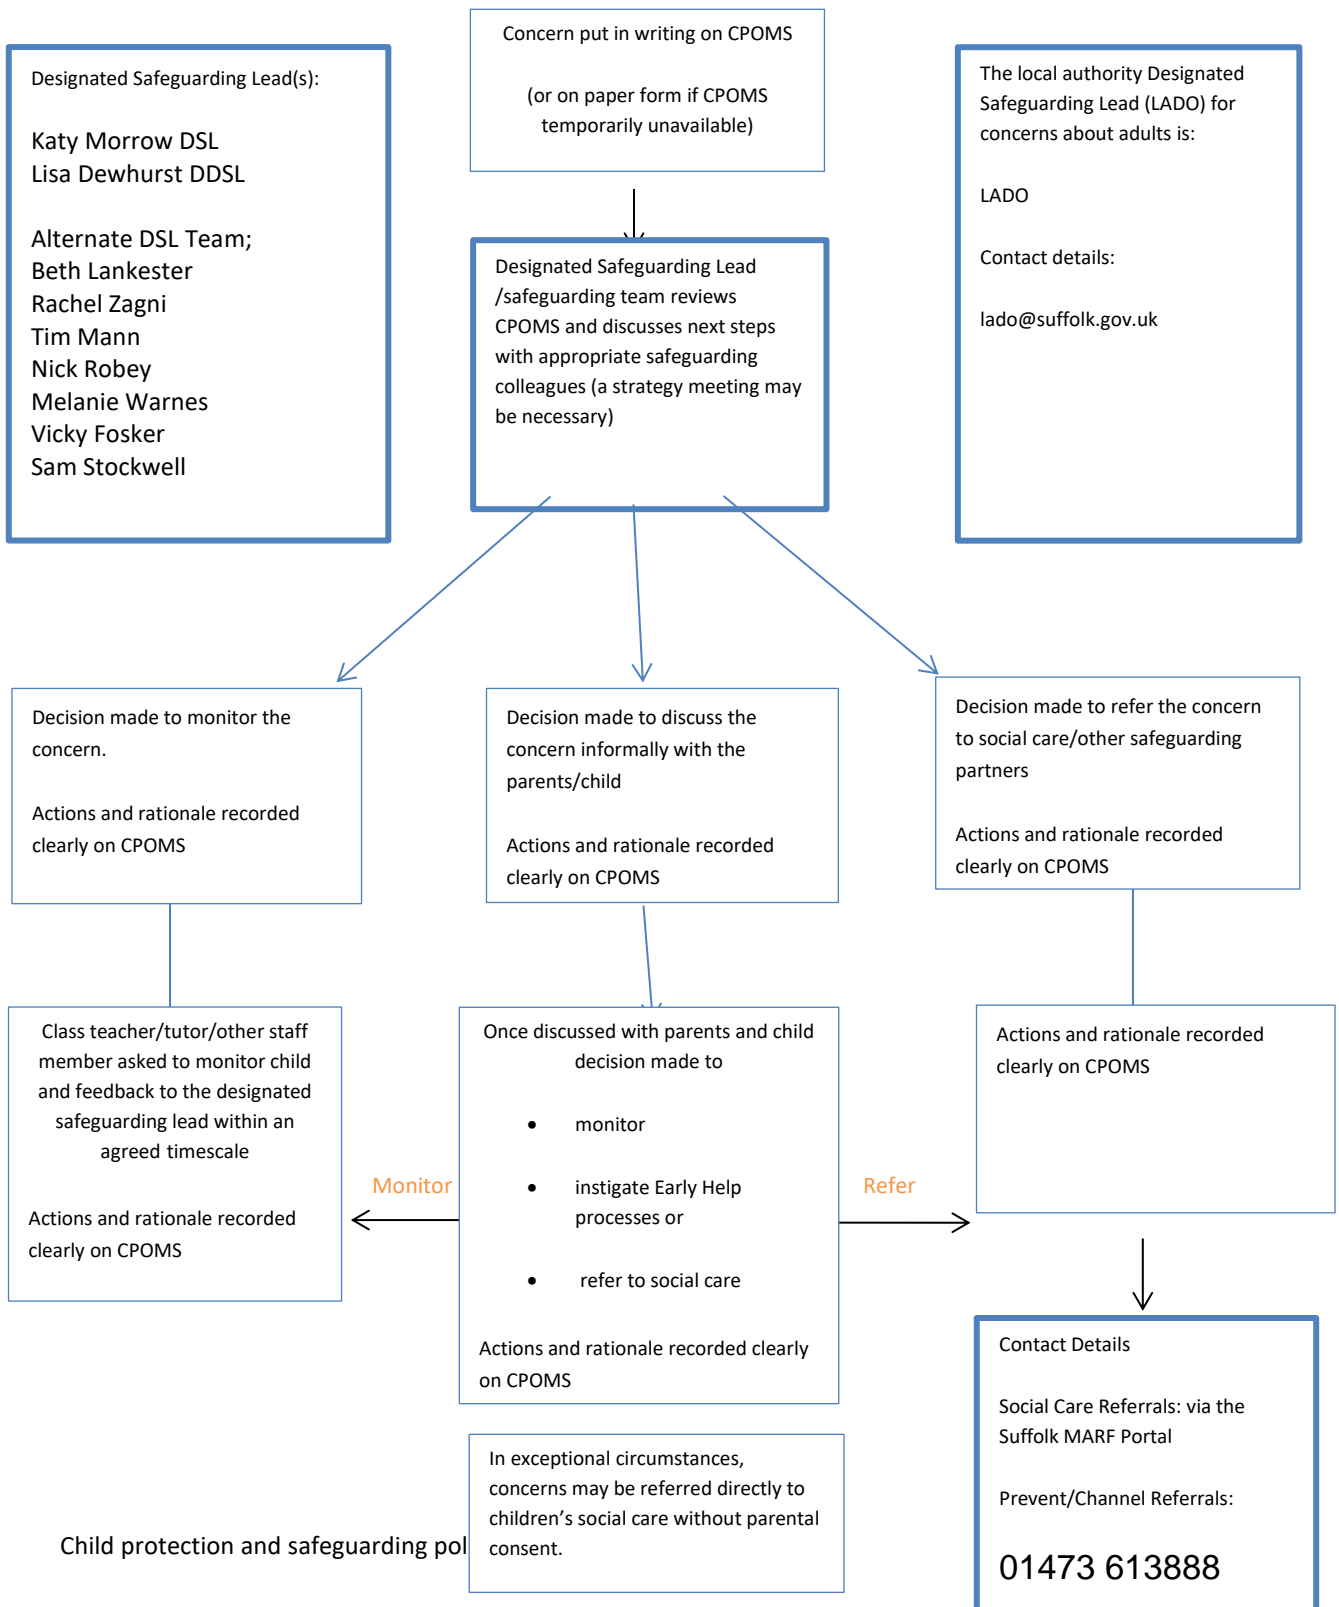 Concern put in writing on CPOMS
(or on paper form if CPOMS
temporarily unavailable)
Designated Safeguarding Lead(s):
Katy Morrow DSL
Lisa Dewhurst DDSL
Alternate DSL Team;
Beth Lankester
Rachel Zagni
Tim Mann
Nick Robey
Melanie Warnes
Vicky Fosker
Sam Stockwell
The local authority Designated
Safeguarding Lead (LADO) for
concerns about adults is:
LADO
Contact details:
lado@suffolk.gov.uk
Designated Safeguarding Lead
/safeguarding team reviews
CPOMS and discusses next steps
with appropriate safeguarding
colleagues (a strategy meeting may
be necessary)
Decision made to monitor the
concern.
Actions and rationale recorded
clearly on CPOMS
Decision made to discuss the
concern informally with the
parents/child
Actions and rationale recorded
clearly on CPOMS
Decision made to refer the concern
to social care/other safeguarding
partners
Actions and rationale recorded
clearly on CPOMS
Class teacher/tutor/other staff
member asked to monitor child
and feedback to the designated
safeguarding lead within an
agreed timescale
Actions and rationale recorded
clearly on CPOMS
Monitor
Once discussed with parents and child
decision made to
• monitor
• instigate Early Help
processes or
• refer to social care
Actions and rationale recorded clearly
on CPOMS
Refer
Actions and rationale recorded
clearly on CPOMS
Contact Details
Social Care Referrals: via the
Suffolk MARF Portal
Prevent/Channel Referrals:
01473 613888
In exceptional circumstances,
concerns may be referred directly to
children’s social care without parental
consent.
Child protection and safeguarding pol